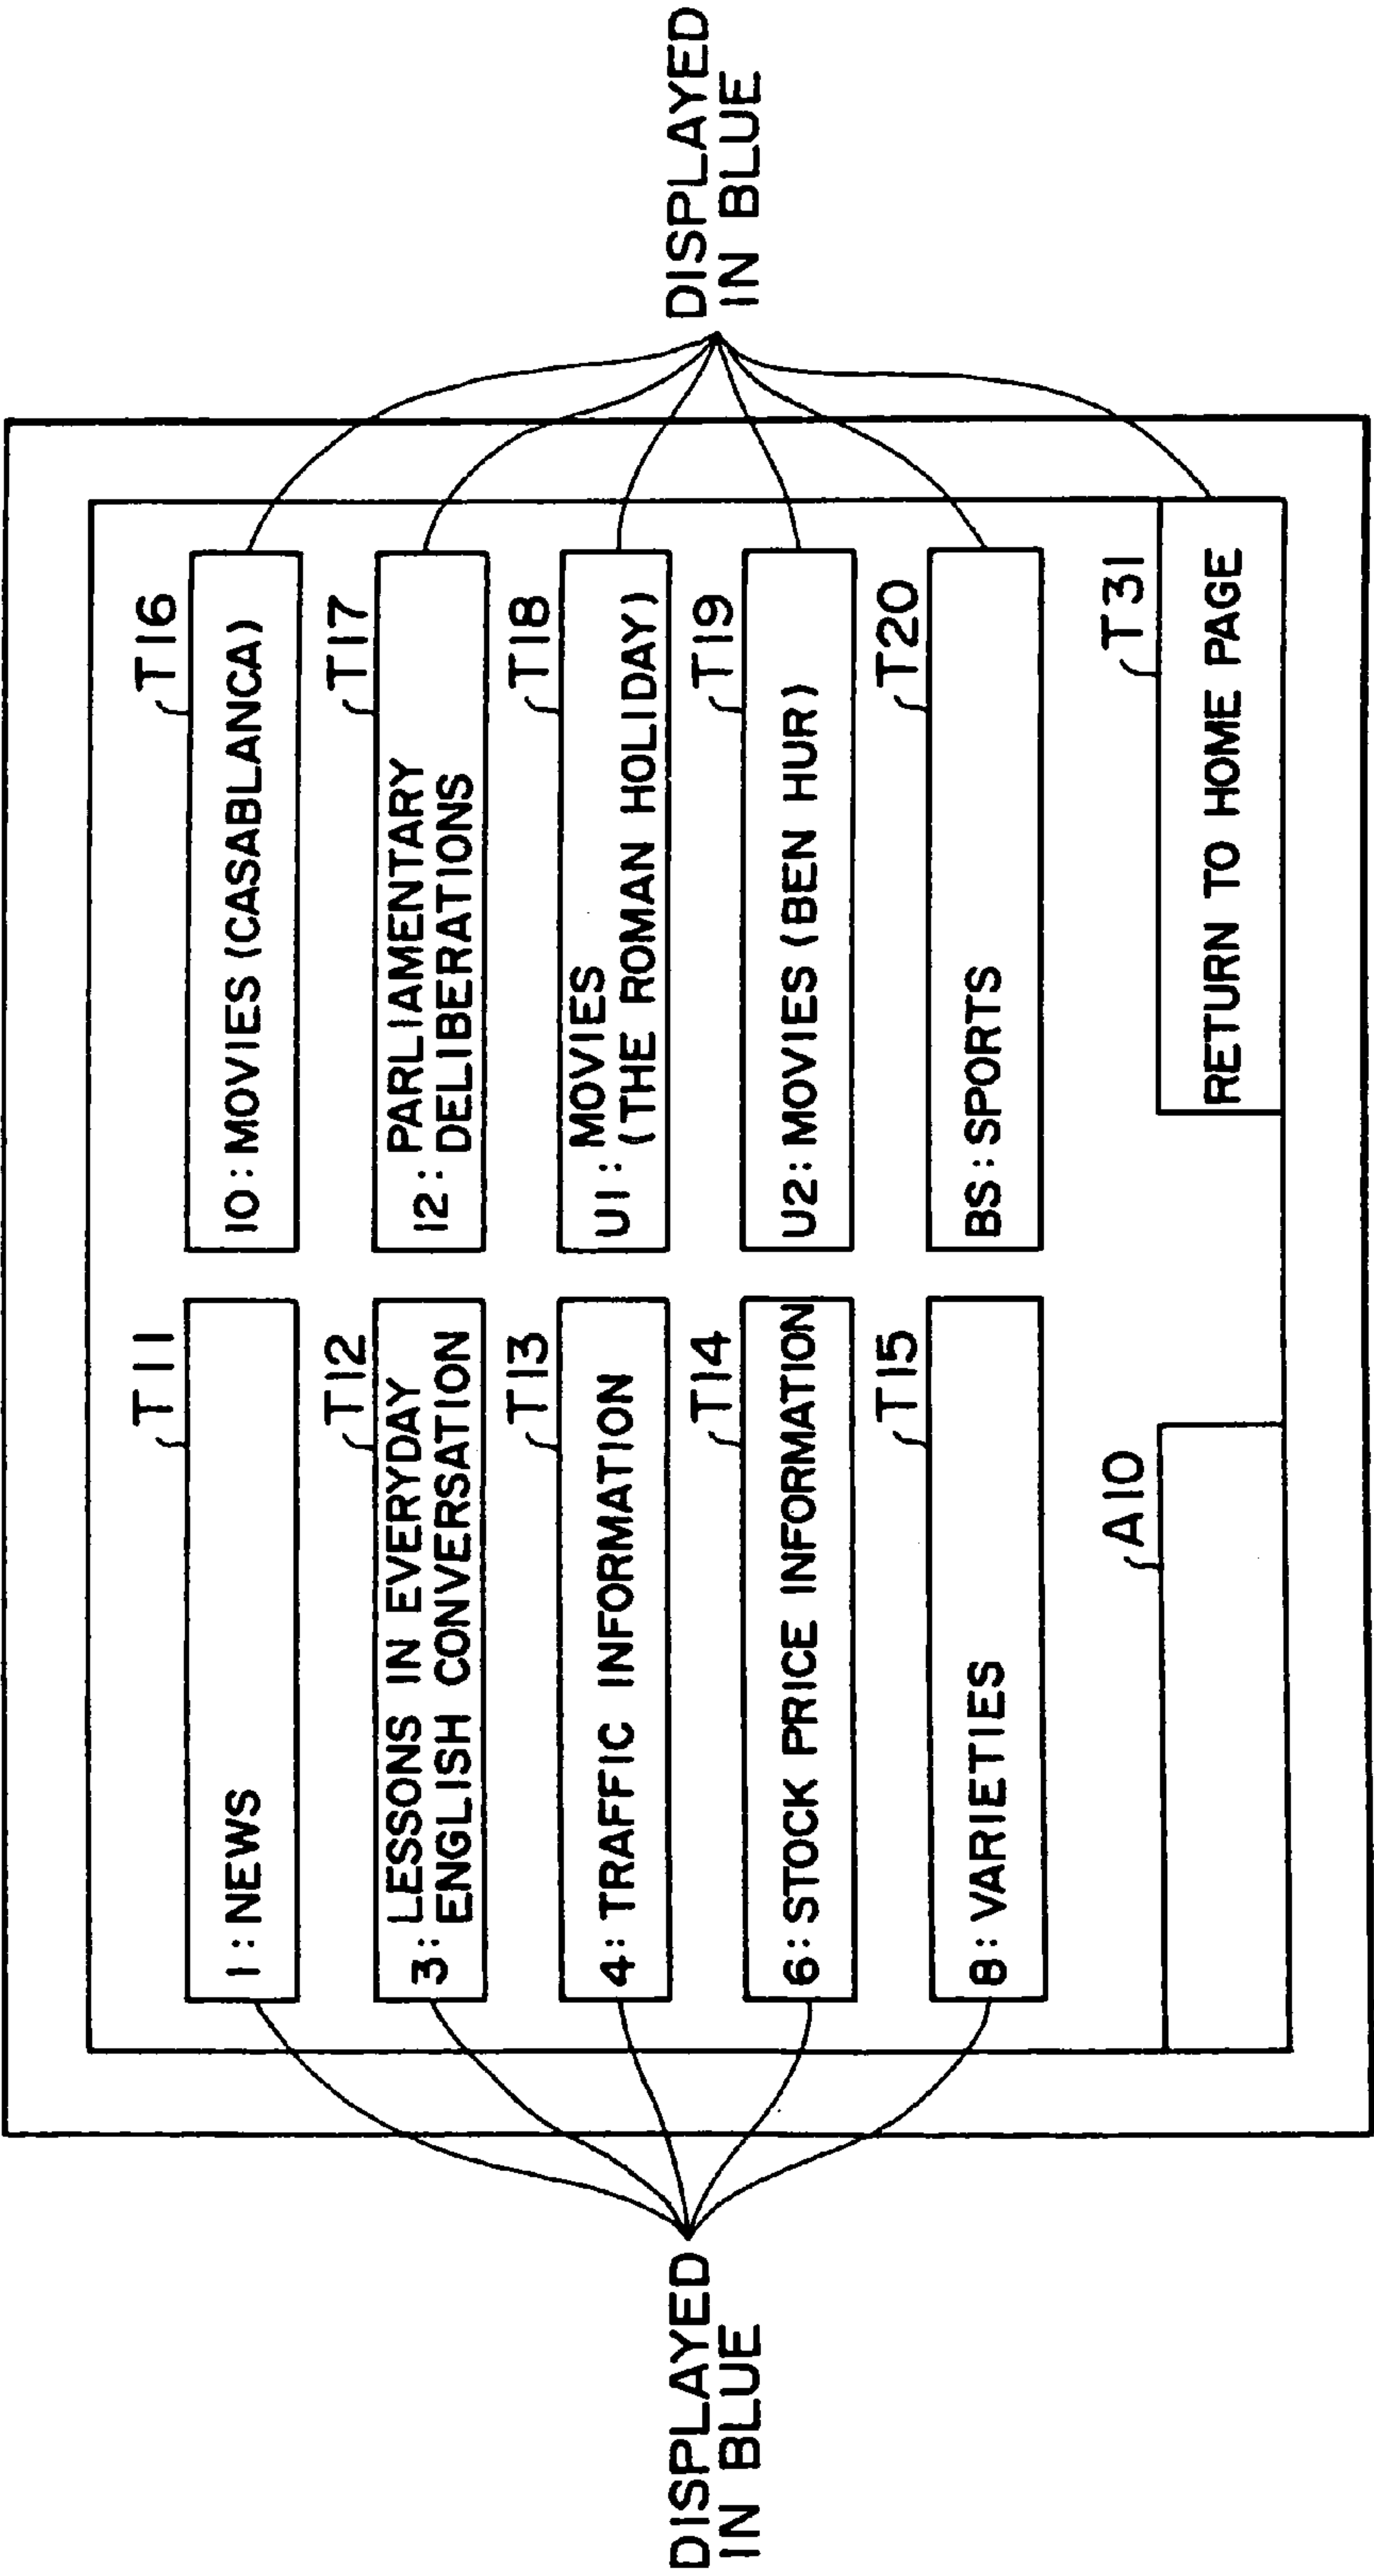 DISPLAYED
IN BLUE
T11
1: NEWS
T12
3: LESSONS IN EVERYDAY
ENGLISH CONVERSATION
T13
4: TRAFFIC INFORMATION
T14
6: STOCK PRICE INFORMATION
T15
8: VARIETIES
A10
T16
10: MOVIES (CASABLANCA)
T17
12: PARLIAMENTARY
DELIBERATIONS
T18
U1: MOVIES
(THE ROMAN HOLIDAY)
T19
U2: MOVIES (BEN HUR)
T20
BS: SPORTS
T31
RETURN TO HOME PAGE
DISPLAYED
IN BLUE